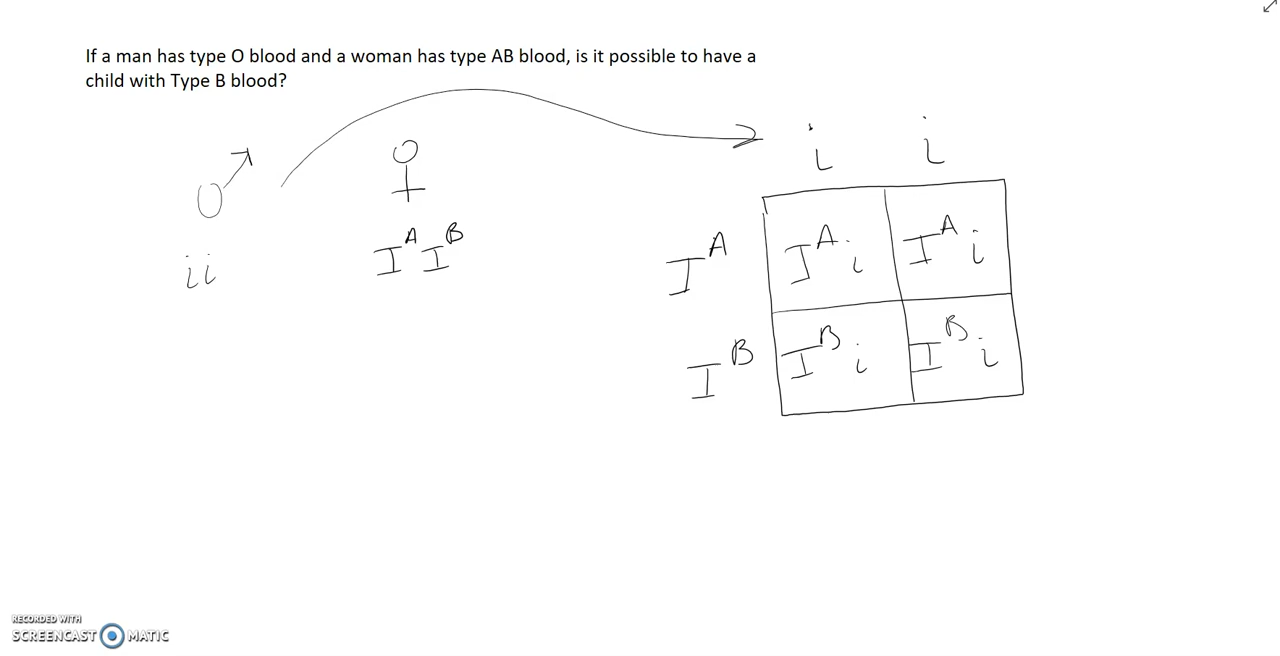 If a man has type O blood and a woman has type AB blood, is it possible to have a
child with Type B blood?
i i
ii
I^A I^B
I^A
I^A i
I^A i
I^B
I^B i
I^B i
RECORDED WITH
SCREENCAST MATIC